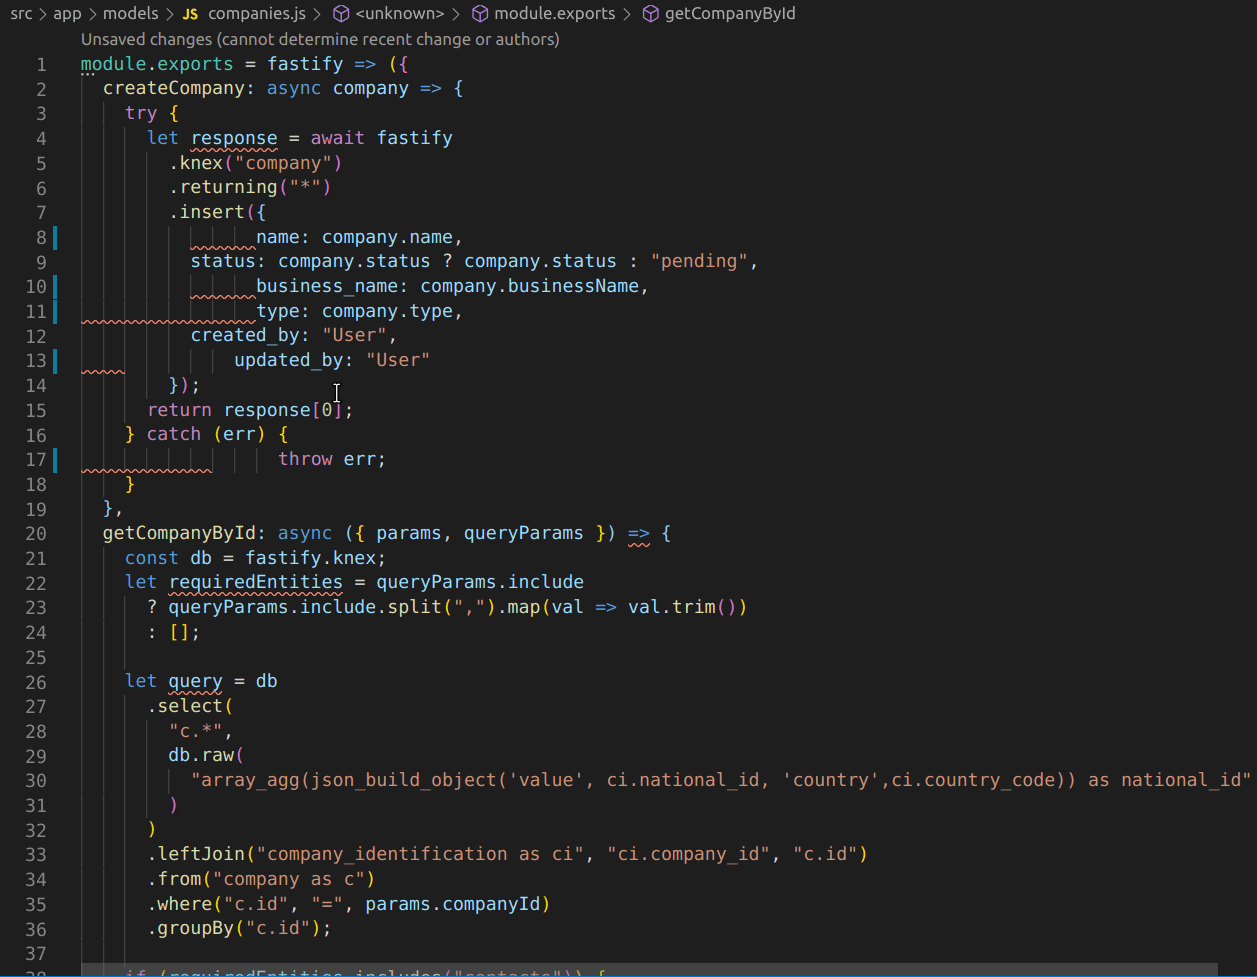 src > app > models > JS companies.js > <unknown> > module.exports > getCompanyById
Unsaved changes (cannot determine recent change or authors)
1 module.exports = fastify => ({
2 createCompany: async company => {
3 try {
4 let response = await fastify
5 .knex("company")
6 .returning("*")
7 .insert({
8 name: company.name,
9 status: company.status ? company.status : "pending",
10 business_name: company.businessName,
11 type: company.type,
12 created_by: "User",
13 updated_by: "User"
14 });
15 return response[0];
16 } catch (err) {
17 throw err;
18 }
19 },
20 getCompanyById: async ({ params, queryParams }) => {
21 const db = fastify.knex;
22 let requiredEntities = queryParams.include
23 ? queryParams.include.split(",").map(val => val.trim())
24 : [];
25
26 let query = db
27 .select(
28 "c.*",
29 db.raw(
30 "array_agg(json_build_object('value', ci.national_id, 'country',ci.country_code)) as national_id"
31 )
32 )
33 .leftJoin("company_identification as ci", "ci.company_id", "c.id")
34 .from("company as c")
35 .where("c.id", "=", params.companyId)
36 .groupBy("c.id");
37
38 if (requiredEntities.includes("contacts")) {